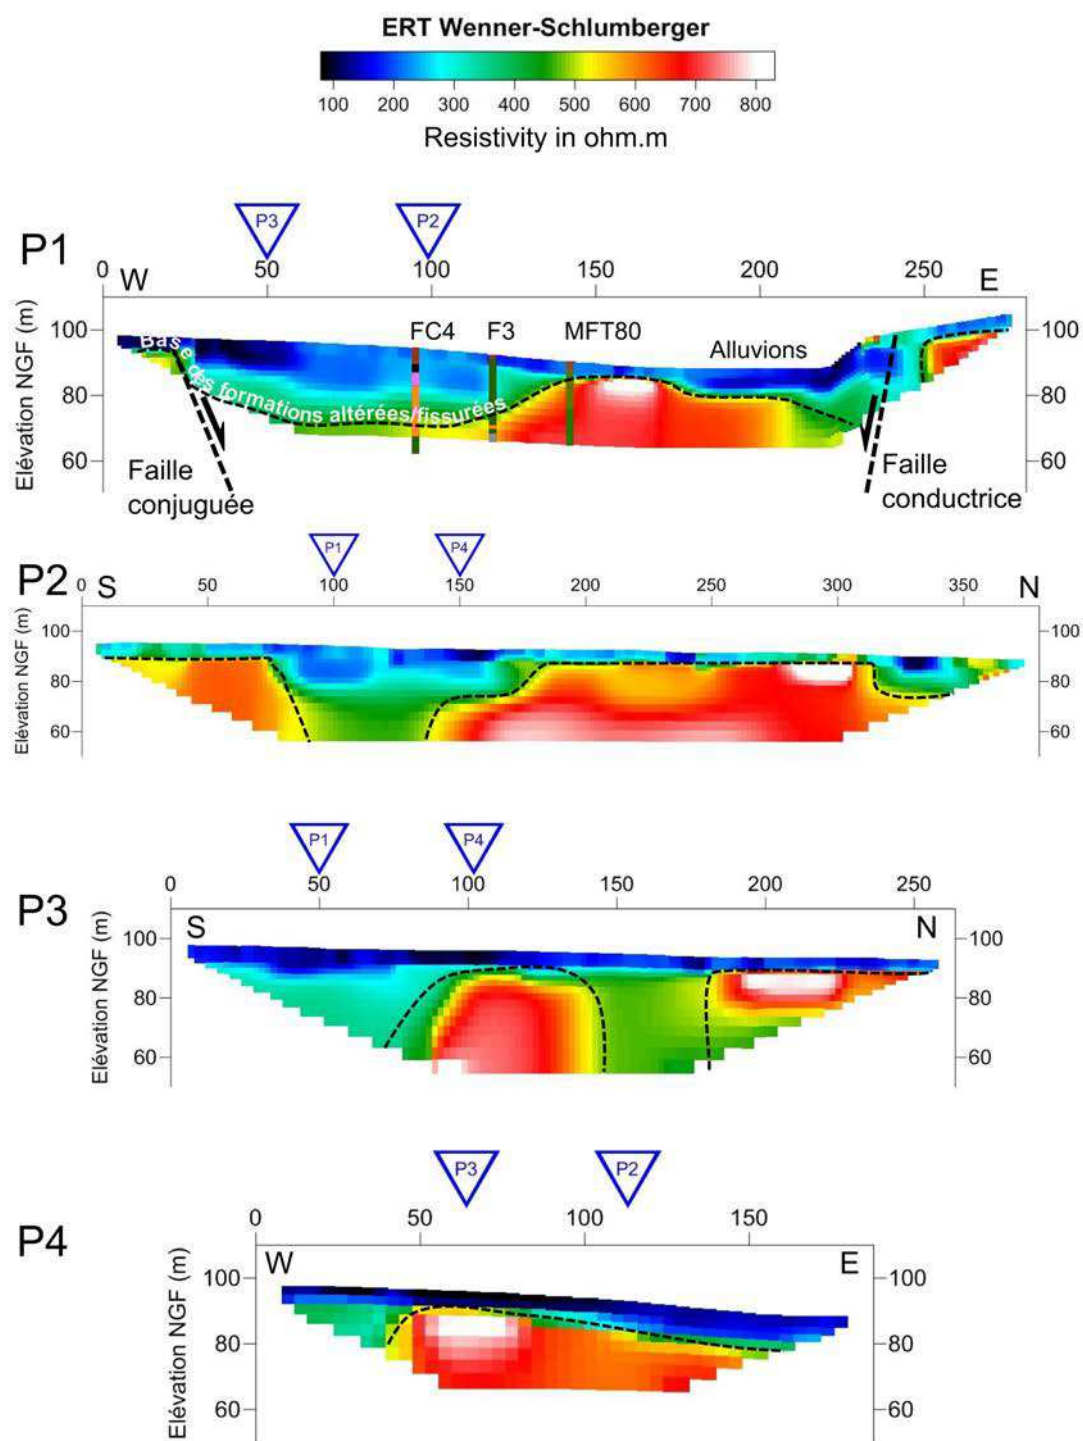 ERT Wenner-Schlumberger
100 200 300 400 500 600 700 800
Resistivity in ohm.m
P3 P2
P1
0 50 100 150 200 250
W E
Elévation NGF (m)
100 100
80 80
60 60
FC4 F3 MFT80
Alluvions
Base des formations altérées/fissurées
Faille
conjuguée
Faille
conductrice
P1 P4
P2
0 50 100 150 200 250 300 350
S N
Elévation NGF (m)
100 100
80 80
60 60
P1 P4
0 50 100 150 200 250
P3
S N
Elévation NGF (m)
100 100
80 80
60 60
P3 P2
0 50 100 150
P4
W E
Elévation NGF (m)
100 100
80 80
60 60